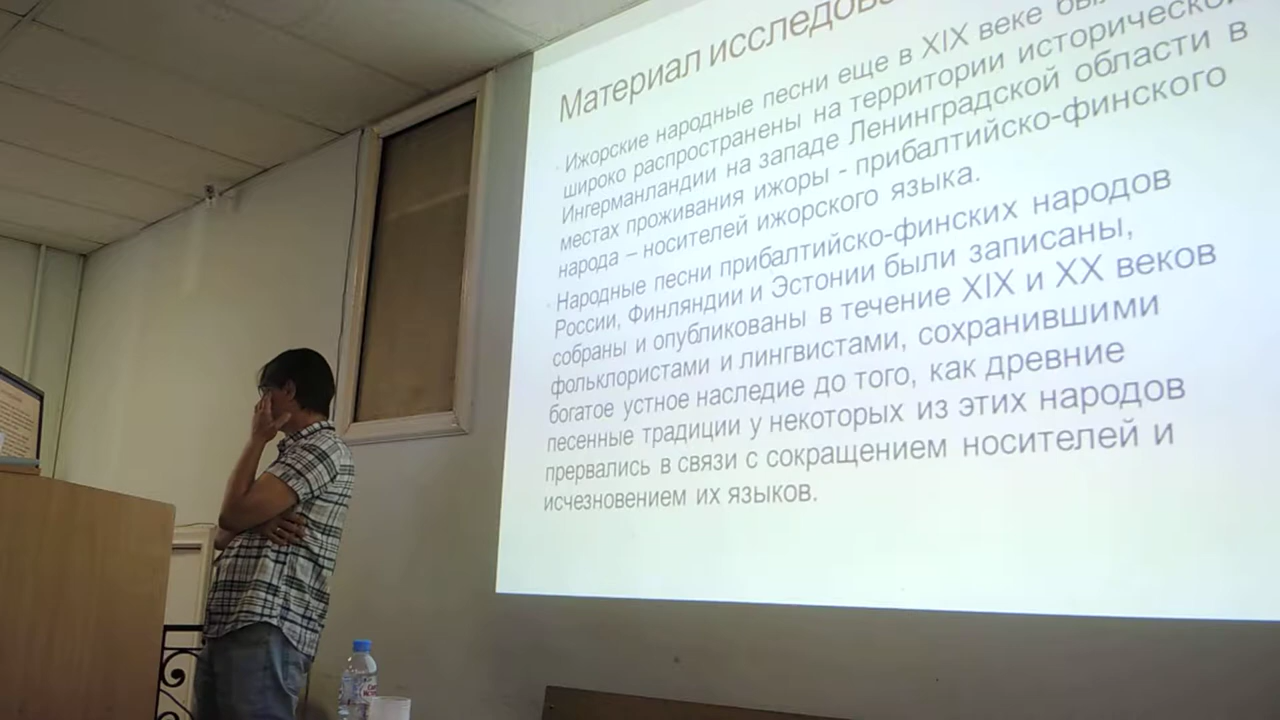 Материал
Ижорские народные песни еще в XIX веке
широко распространены на территории исторической
Ингерманландии на западе Ленинградской области в
местах проживания ижоры - прибалтийско-финского
народа – носителей ижорского языка.
Народные песни прибалтийско-финских народов
России, Финляндии и Эстонии были записаны,
собраны и опубликованы в течение XIX и XX веков
фольклористами и лингвистами, сохранившими
богатое устное наследие до того, как древние
песенные традиции у некоторых из этих народов
прервались в связи с сокращением носителей и
исчезновением их языков.